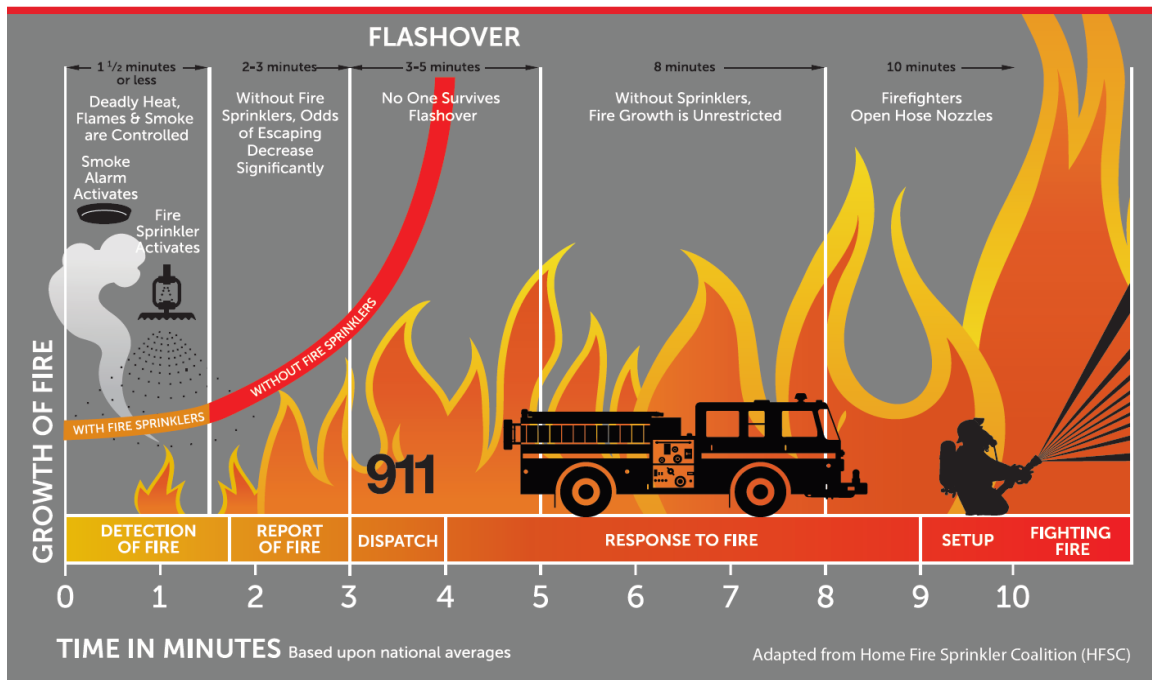 FLASHOVER
1 1/2 minutes
or less
2-3 minutes
3-5 minutes
8 minutes
10 minutes
Deadly Heat,
Flames & Smoke
are Controlled
Without Fire
Sprinklers, Odds
of Escaping
Decrease
Significantly
No One Survives
Flashover
Without Sprinklers,
Fire Growth is Unrestricted
Firefighters
Open Hose Nozzles
Smoke
Alarm
Activates
Fire
Sprinkler
Activates
GROWTH OF FIRE
WITH FIRE SPRINKLERS
WITHOUT FIRE SPRINKLERS
911
DETECTION
OF FIRE
REPORT
OF FIRE
DISPATCH
RESPONSE TO FIRE
SETUP
FIGHTING
FIRE
0 1 2 3 4 5 6 7 8 9 10
TIME IN MINUTES Based upon national averages
Adapted from Home Fire Sprinkler Coalition (HFSC)